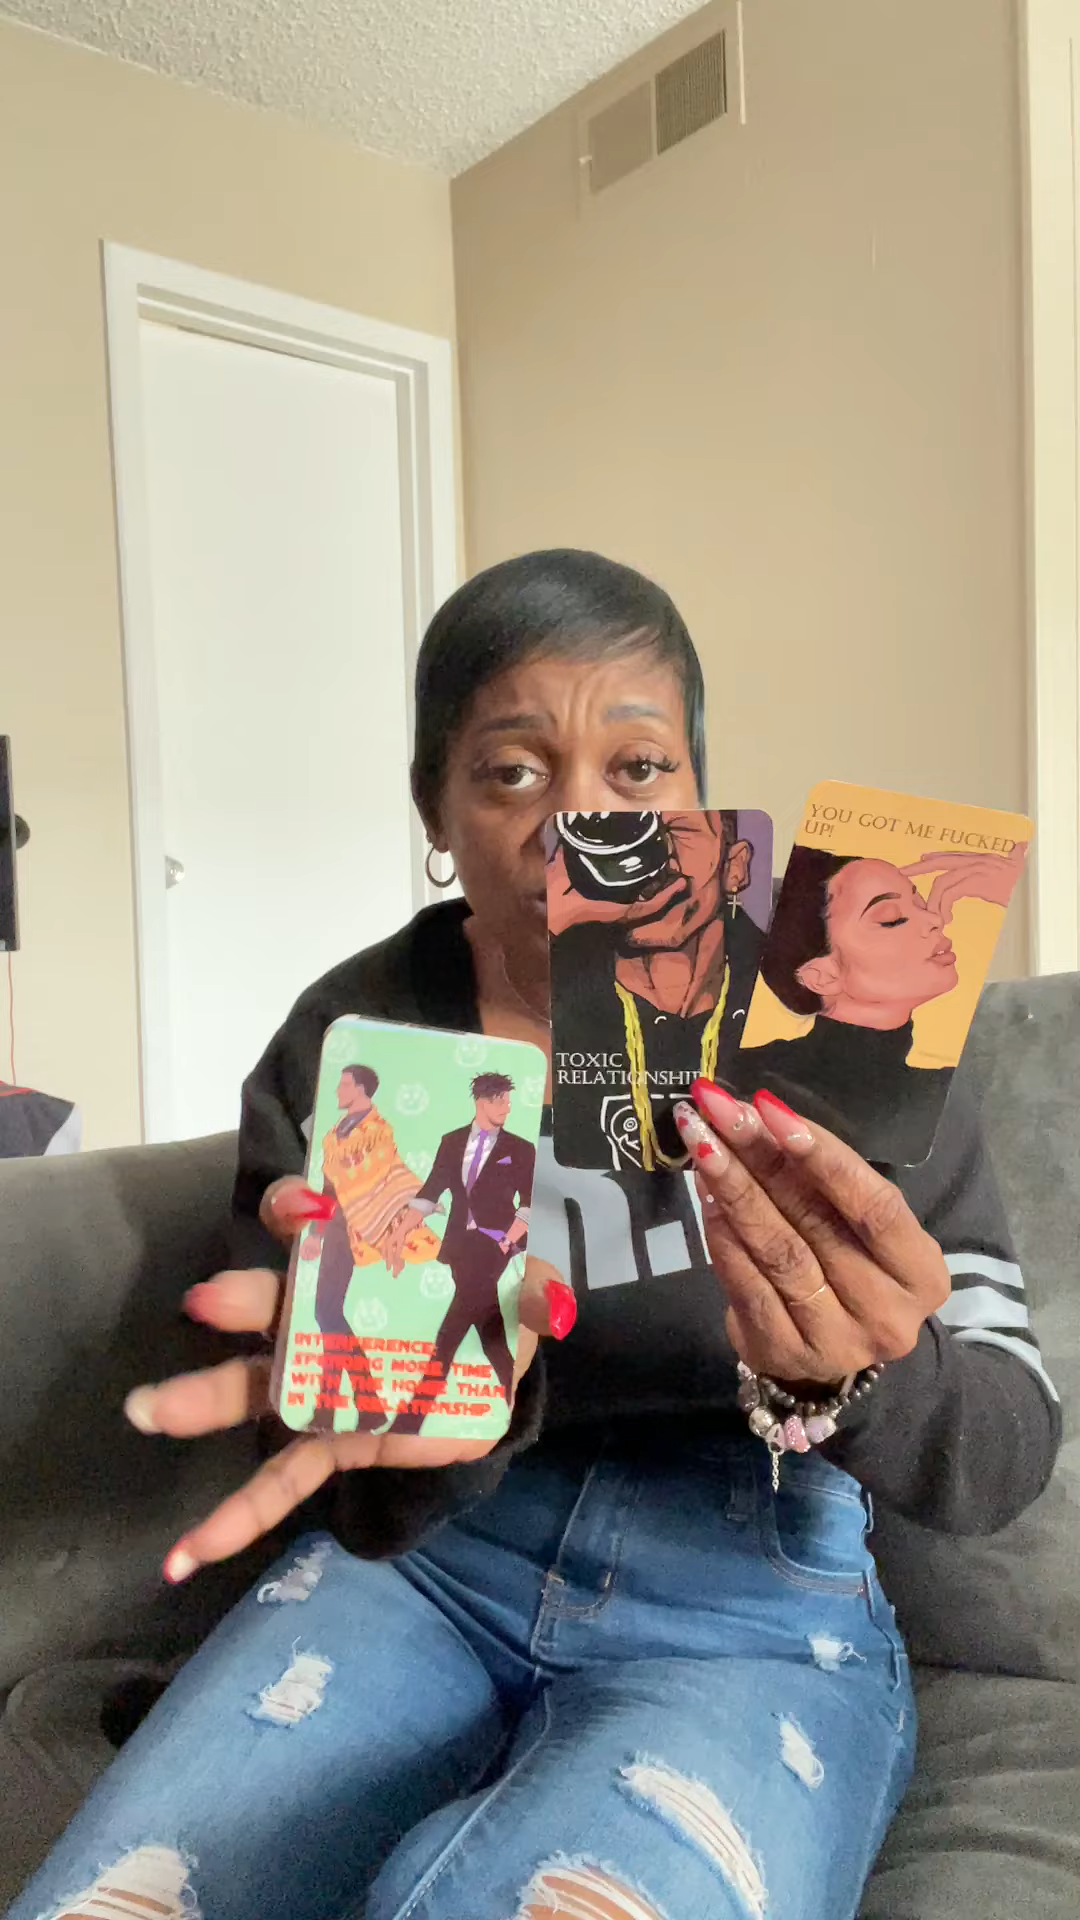 YOU GOT ME FUCKED
UP!
TOXIC
RELATIONSHIP
INTERFERENCE,
SPENDING MORE TIME
WITH THE HOMIE THAN
IN THE RELATIONSHIP